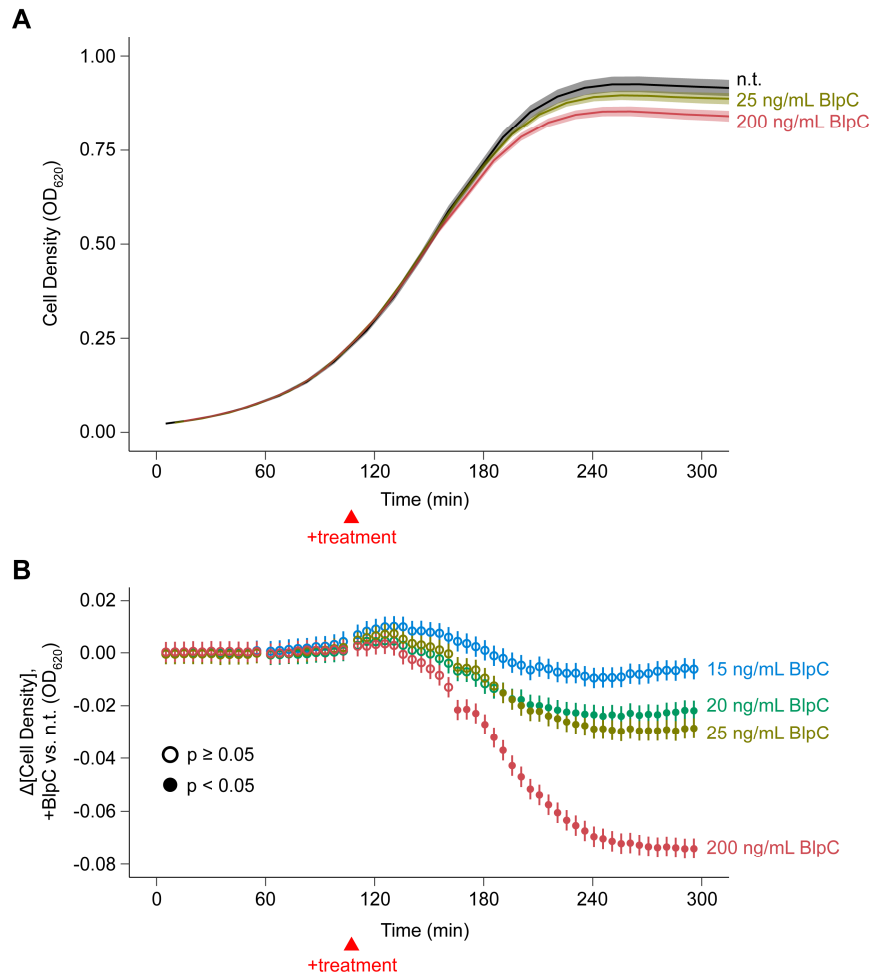 A
1.00
0.75
0.50
0.25
0.00
Cell Density (OD620)
n.t.
25 ng/mL BlpC
200 ng/mL BlpC
0 60 120 180 240 300
Time (min)
+treatment
B
0.02
0.00
-0.02
-0.04
-0.06
-0.08
Δ[Cell Density],
+BlpC vs. n.t. (OD620)
p ≥ 0.05
p < 0.05
15 ng/mL BlpC
20 ng/mL BlpC
25 ng/mL BlpC
200 ng/mL BlpC
0 60 120 180 240 300
Time (min)
+treatment